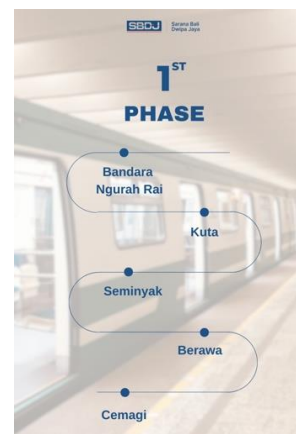 SBDJ
Sarana Bali
Dwipa Jaya
1ST
PHASE
Bandara
Ngurah Rai
Kuta
Seminyak
Berawa
Cemagi